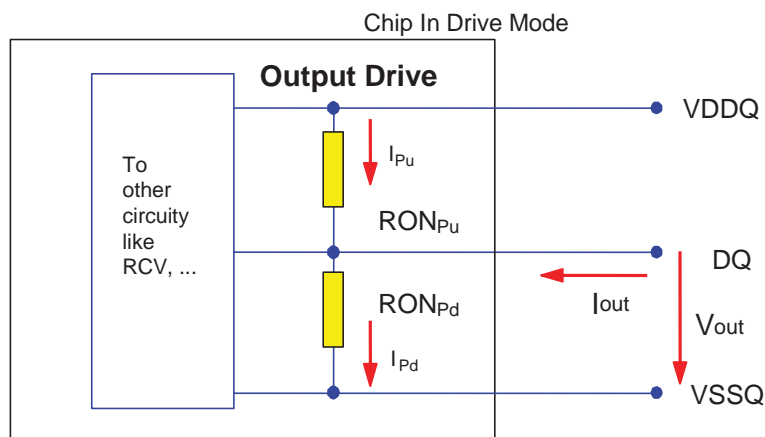 Chip In Drive Mode
Output Drive
VDDQ
To
other
circuity
like
RCV, ...
IPu
RONPu
DQ
Iout
RONPd
Vout
IPd
VSSQ